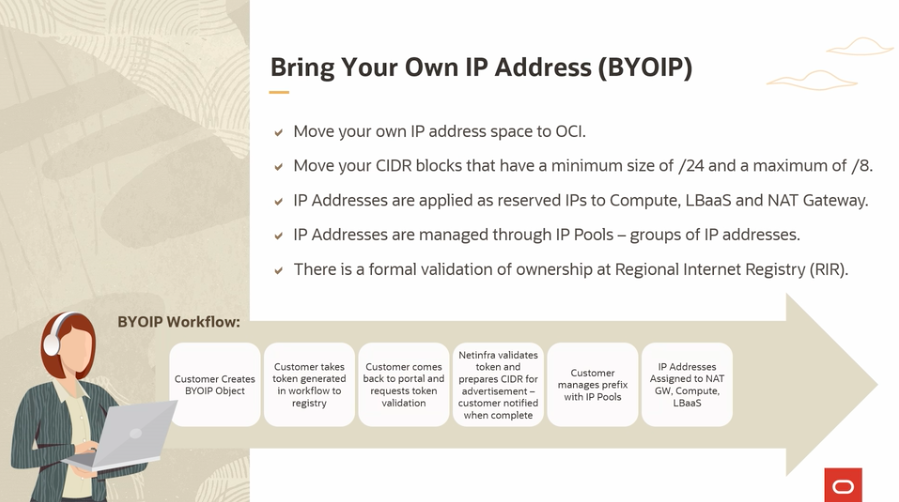 Bring Your Own IP Address (BYOIP)
Move your own IP address space to OCI.
Move your CIDR blocks that have a minimum size of /24 and a maximum of /8.
IP Addresses are applied as reserved IPs to Compute, LBaaS and NAT Gateway.
IP Addresses are managed through IP Pools – groups of IP addresses.
There is a formal validation of ownership at Regional Internet Registry (RIR).
BYOIP Workflow:
Customer Creates
BYOIP Object
Customer takes
token generated
in workflow to
registry
Customer comes
back to portal and
requests token
validation
Netinfra validates
token and
prepares CIDR for
advertisement –
customer notified
when complete
Customer
manages prefix
with IP Pools
IP Addresses
Assigned to NAT
GW, Compute,
LBaaS